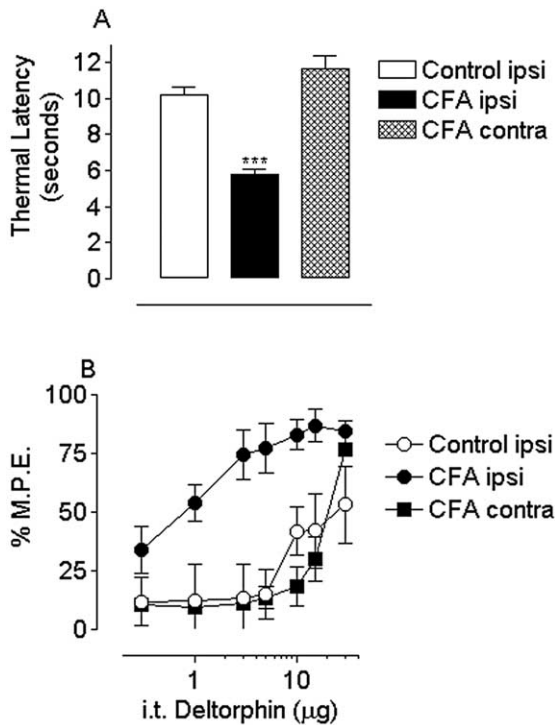 A
Thermal Latency
(seconds)
12
10
8
6
4
2
0
***
Control ipsi
CFA ipsi
CFA contra
B
% M.P.E.
100
75
50
25
0
1
10
i.t. Deltorphin (µg)
Control ipsi
CFA ipsi
CFA contra